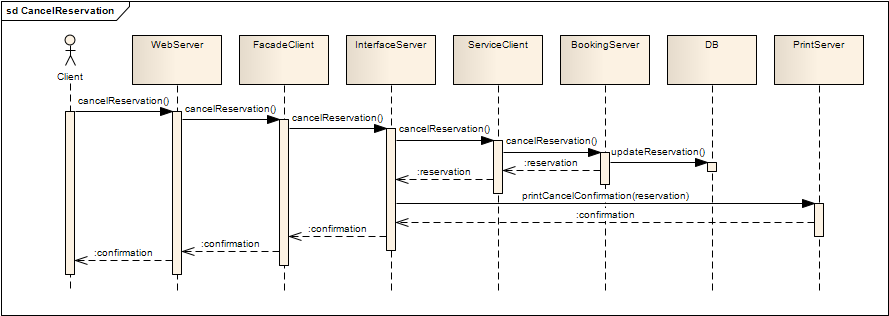 sd CancelReservation
Client
WebServer
FacadeClient
InterfaceServer
ServiceClient
BookingServer
DB
PrintServer
cancelReservation()
cancelReservation()
cancelReservation()
cancelReservation()
cancelReservation()
updateReservation()
:reservation
:reservation
printCancelConfirmation(reservation)
:confirmation
:confirmation
:confirmation
:confirmation